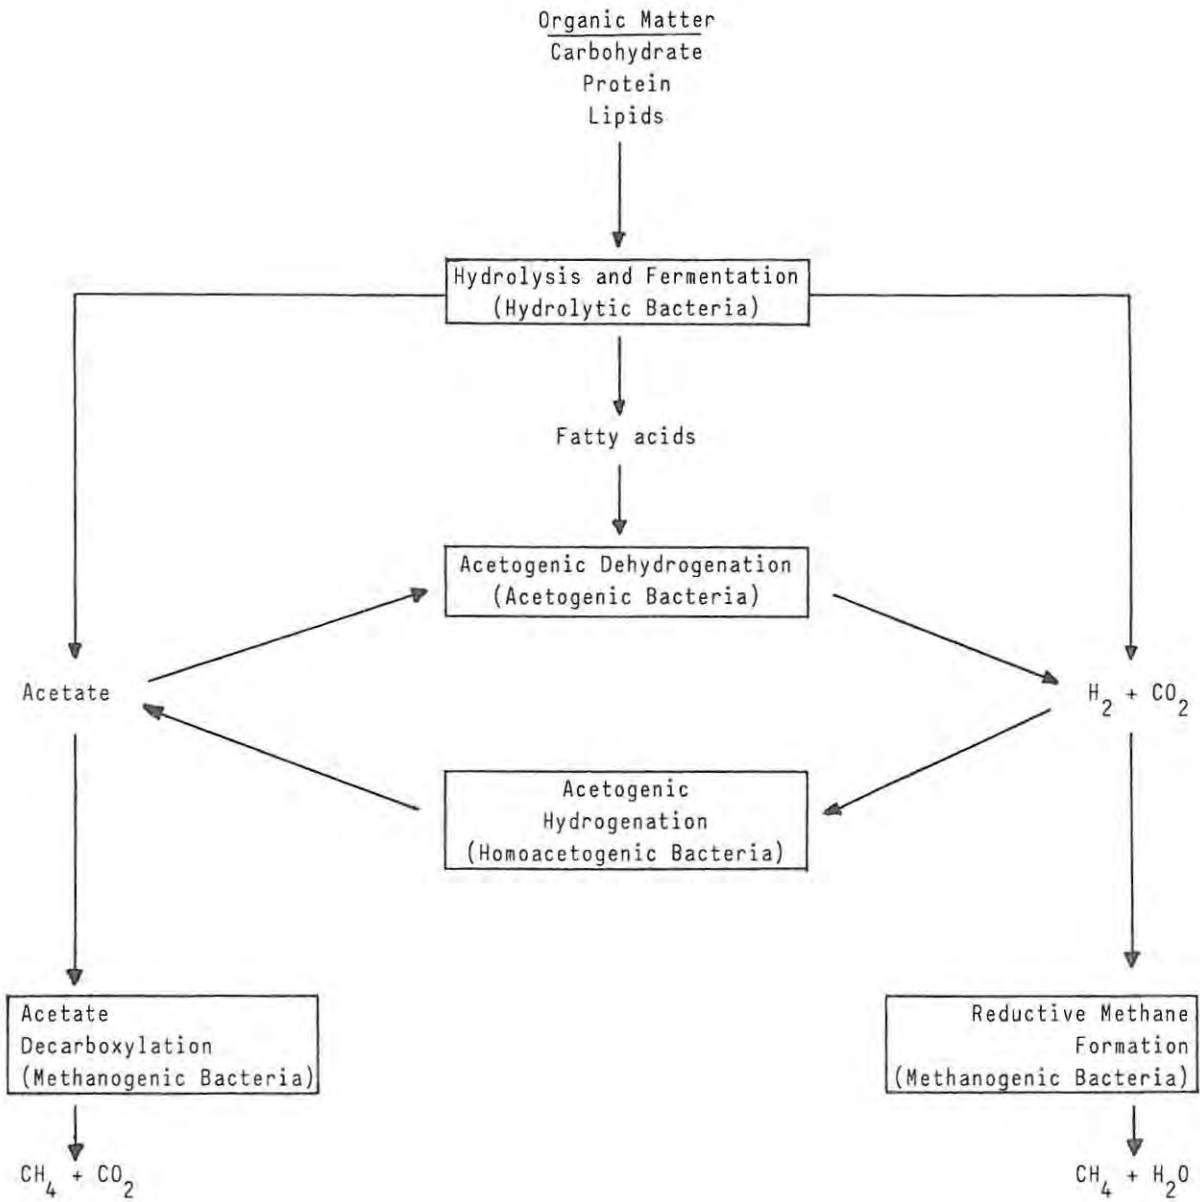 Organic Matter
Carbohydrate
Protein
Lipids
Hydrolysis and Fermentation
(Hydrolytic Bacteria)
Fatty acids
Acetogenic Dehydrogenation
(Acetogenic Bacteria)
Acetate
H₂ + CO₂
Acetogenic
Hydrogenation
(Homoacetogenic Bacteria)
Acetate
Decarboxylation
(Methanogenic Bacteria)
Reductive Methane
Formation
(Methanogenic Bacteria)
CH₄ + CO₂
CH₄ + H₂O